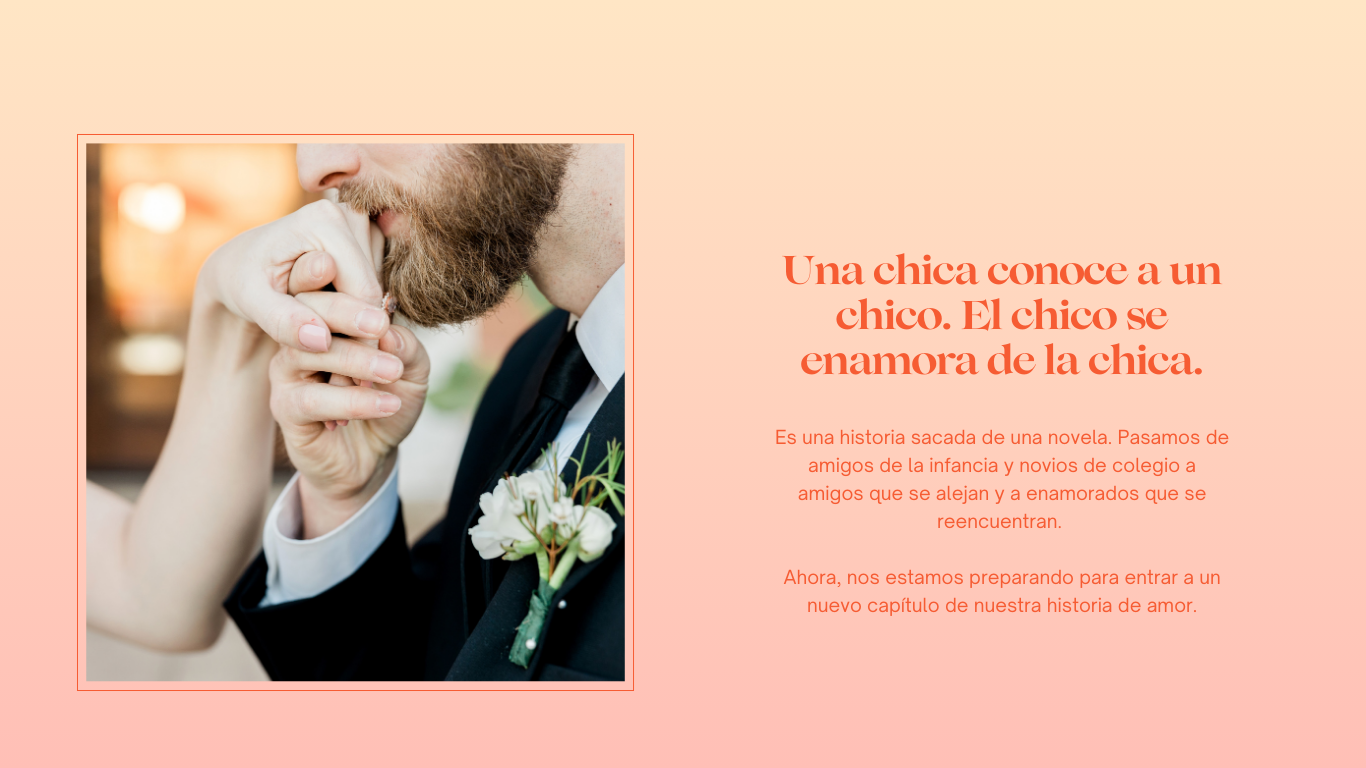 Una chica conoce a un
chico. El chico se
enamora de la chica.
Es una historia sacada de una novela. Pasamos de
amigos de la infancia y novios de colegio a
amigos que se alejan y a enamorados que se
reencuentran.
Ahora, nos estamos preparando para entrar a un
nuevo capítulo de nuestra historia de amor.